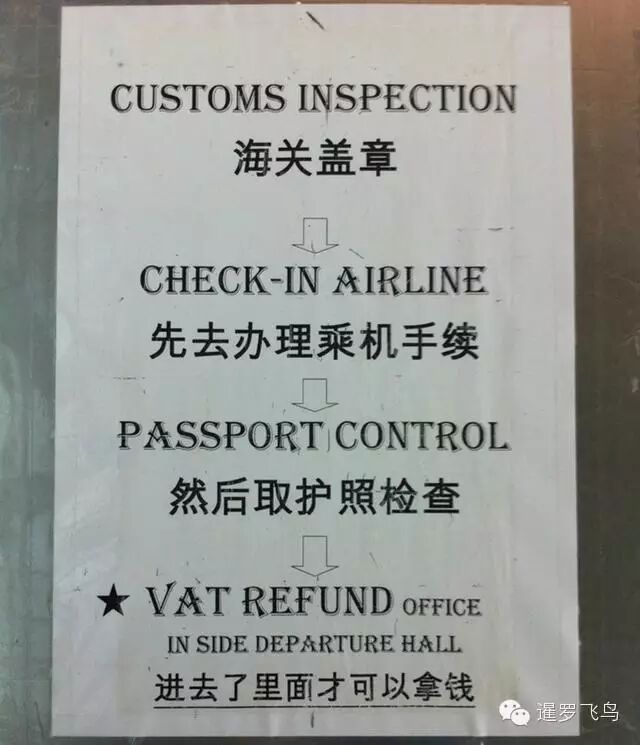 CUSTOMS INSPECTION
海关盖章
CHECK-IN AIRLINE
先去办理乘机手续
PASSPORT CONTROL
然后取护照检查
★ VAT REFUND OFFICE
IN SIDE DEPARTURE HALL
进去了里面才可以拿钱
暹罗飞鸟